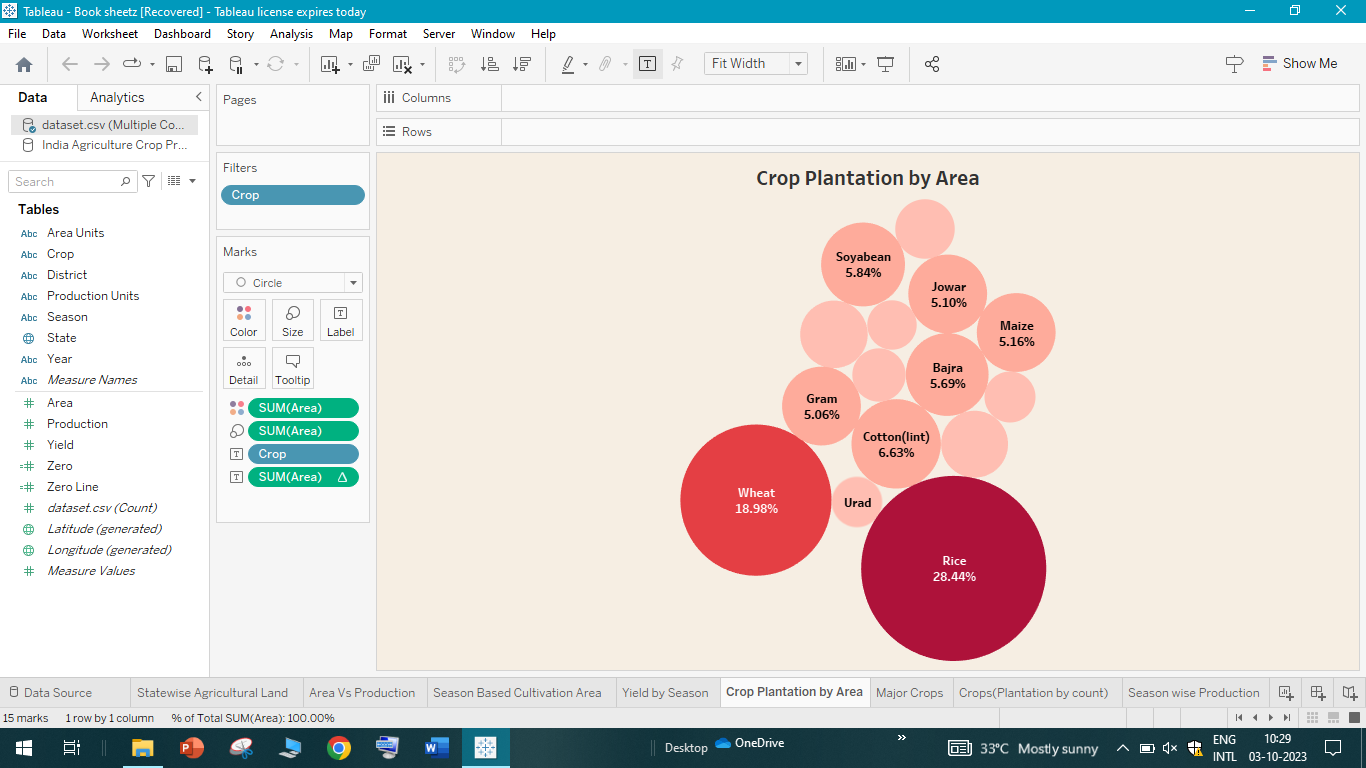 Tableau - Book sheetz [Recovered] - Tableau license expires today
File Data Worksheet Dashboard Story Analysis Map Format Server Window Help
Fit Width
Show Me
Data Analytics
dataset.csv (Multiple Co...
India Agriculture Crop Pr...
Search
Tables
Abc Area Units
Abc Crop
Abc District
Abc Production Units
Abc Season
State
Abc Year
Abc Measure Names
# Area
# Production
# Yield
=# Zero
=# Zero Line
# dataset.csv (Count)
Latitude (generated)
Longitude (generated)
# Measure Values
Pages
Filters
Crop
Marks
Circle
Color Size Label
Detail Tooltip
SUM(Area)
SUM(Area)
Crop
SUM(Area) △
Columns
Rows
Crop Plantation by Area
Soyabean
5.84%
Jowar
5.10%
Maize
5.16%
Bajra
5.69%
Gram
5.06%
Cotton(lint)
6.63%
Wheat
18.98%
Urad
Rice
28.44%
Data Source Statewise Agricultural Land Area Vs Production Season Based Cultivation Area Yield by Season Crop Plantation by Area Major Crops Crops(Plantation by count) Season wise Production
15 marks 1 row by 1 column % of Total SUM(Area): 100.00%
Desktop OneDrive » 33°C Mostly sunny ENG 10:29
INTL 03-10-2023